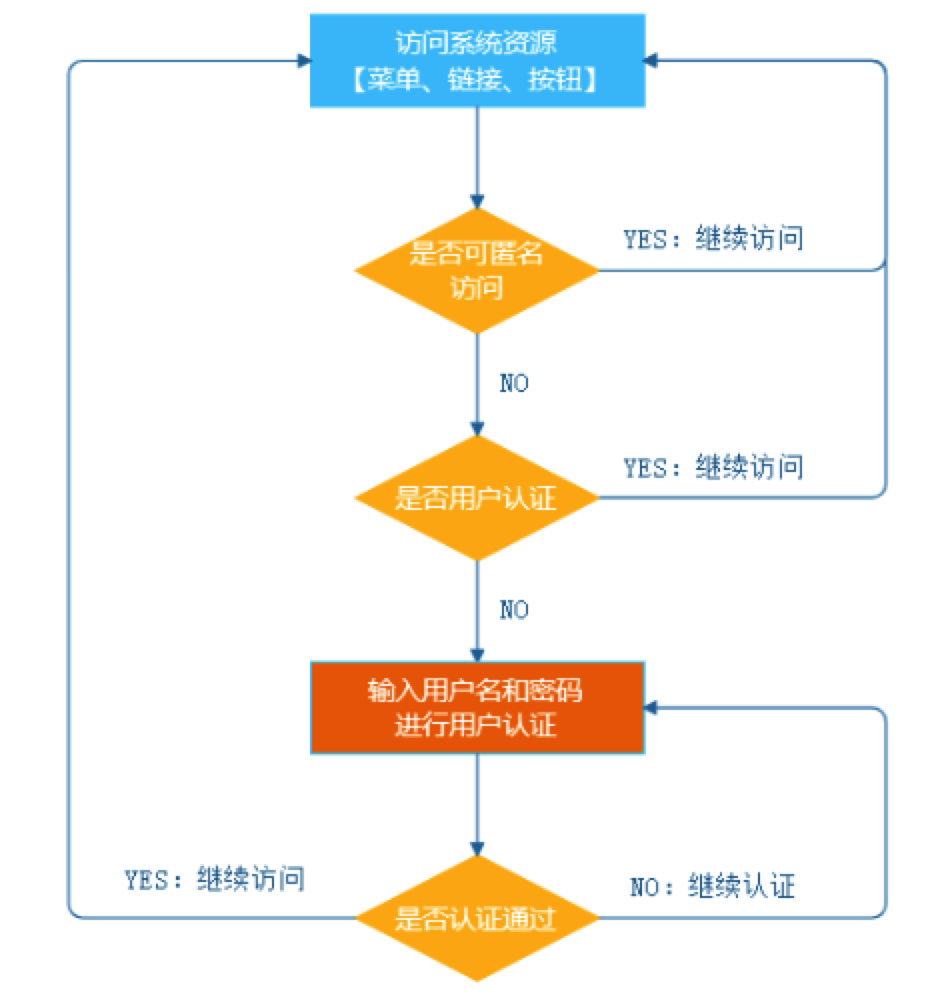 访问系统资源
【菜单、链接、按钮】
是否可匿名
访问
YES：继续访问
NO
是否用户认证
YES：继续访问
NO
输入用户名和密码
进行用户认证
YES：继续访问
是否认证通过
NO：继续认证